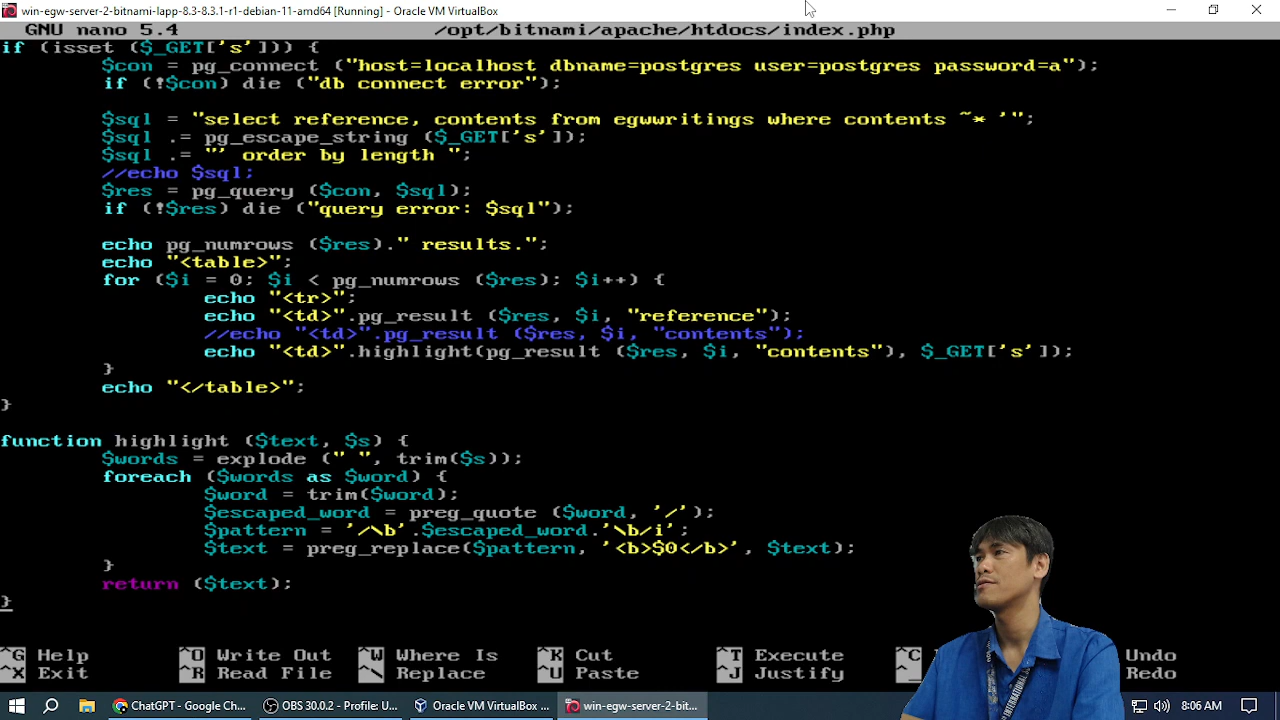 win-egw-server-2-bitnami-lapp-8.3-8.3.1-r1-debian-11-amd64 [Running] - Oracle VM VirtualBox
GNU nano 5.4 /opt/bitnami/apache/htdocs/index.php
if (isset ($_GET['s'])) {
$con = pg_connect ("host=localhost dbname=postgres user=postgres password=a");
if (!$con) die ("db connect error");
$sql = "select reference, contents from egwwritings where contents ~* '";
$sql .= pg_escape_string ($_GET['s']);
$sql .= "' order by length ";
//echo $sql;
$res = pg_query ($con, $sql);
if (!$res) die ("query error: $sql");
echo pg_numrows ($res)." results.";
echo "<table>";
for ($i = 0; $i < pg_numrows ($res); $i++) {
echo "<tr>";
echo "<td>".pg_result ($res, $i, "reference");
//echo "<td>".pg_result ($res, $i, "contents");
echo "<td>".highlight(pg_result ($res, $i, "contents"), $_GET['s']);
}
echo "</table>";
}
function highlight ($text, $s) {
$words = explode (" ", trim($s));
foreach ($words as $word) {
$word = trim($word);
$escaped_word = preg_quote ($word, '/');
$pattern = '/\b'.$escaped_word.'\b/i';
$text = preg_replace($pattern, '<b>$0</b>', $text);
}
return ($text);
}
^G Help ^O Write Out ^W Where Is ^K Cut ^T Execute ^C Undo
^X Exit ^R Read File ^\ Replace ^U Paste ^J Justify ^_ Redo
ChatGPT - Google Ch... OBS 30.0.2 - Profile: U... Oracle VM VirtualBox ... win-egw-server-2-bit... 8:06 AM